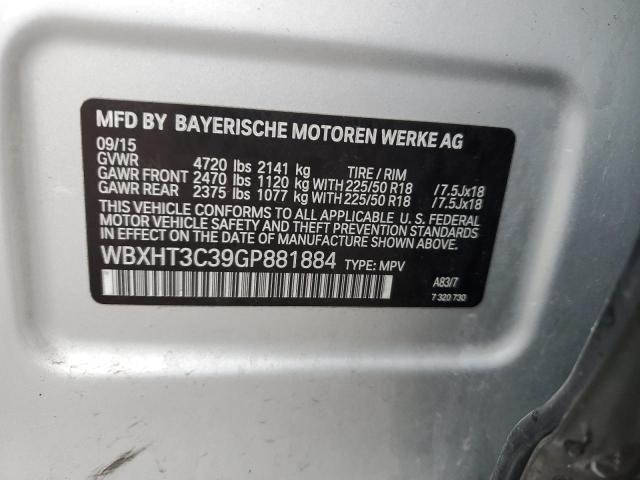 MFD BY BAYERISCHE MOTOREN WERKE AG
09/15
GVWR 4720 lbs 2141 kg TIRE / RIM
GAWR FRONT 2470 lbs 1120 kg WITH 225/50 R18 /7.5Jx18
GAWR REAR 2375 lbs 1077 kg WITH 225/50 R18 /7.5Jx18
THIS VEHICLE CONFORMS TO ALL APPLICABLE U. S. FEDERAL
MOTOR VEHICLE SAFETY AND THEFT PREVENTION STANDARDS
IN EFFECT ON THE DATE OF MANUFACTURE SHOWN ABOVE.
WBXHT3C39GP881884 TYPE: MPV
A83/7
7 320 730